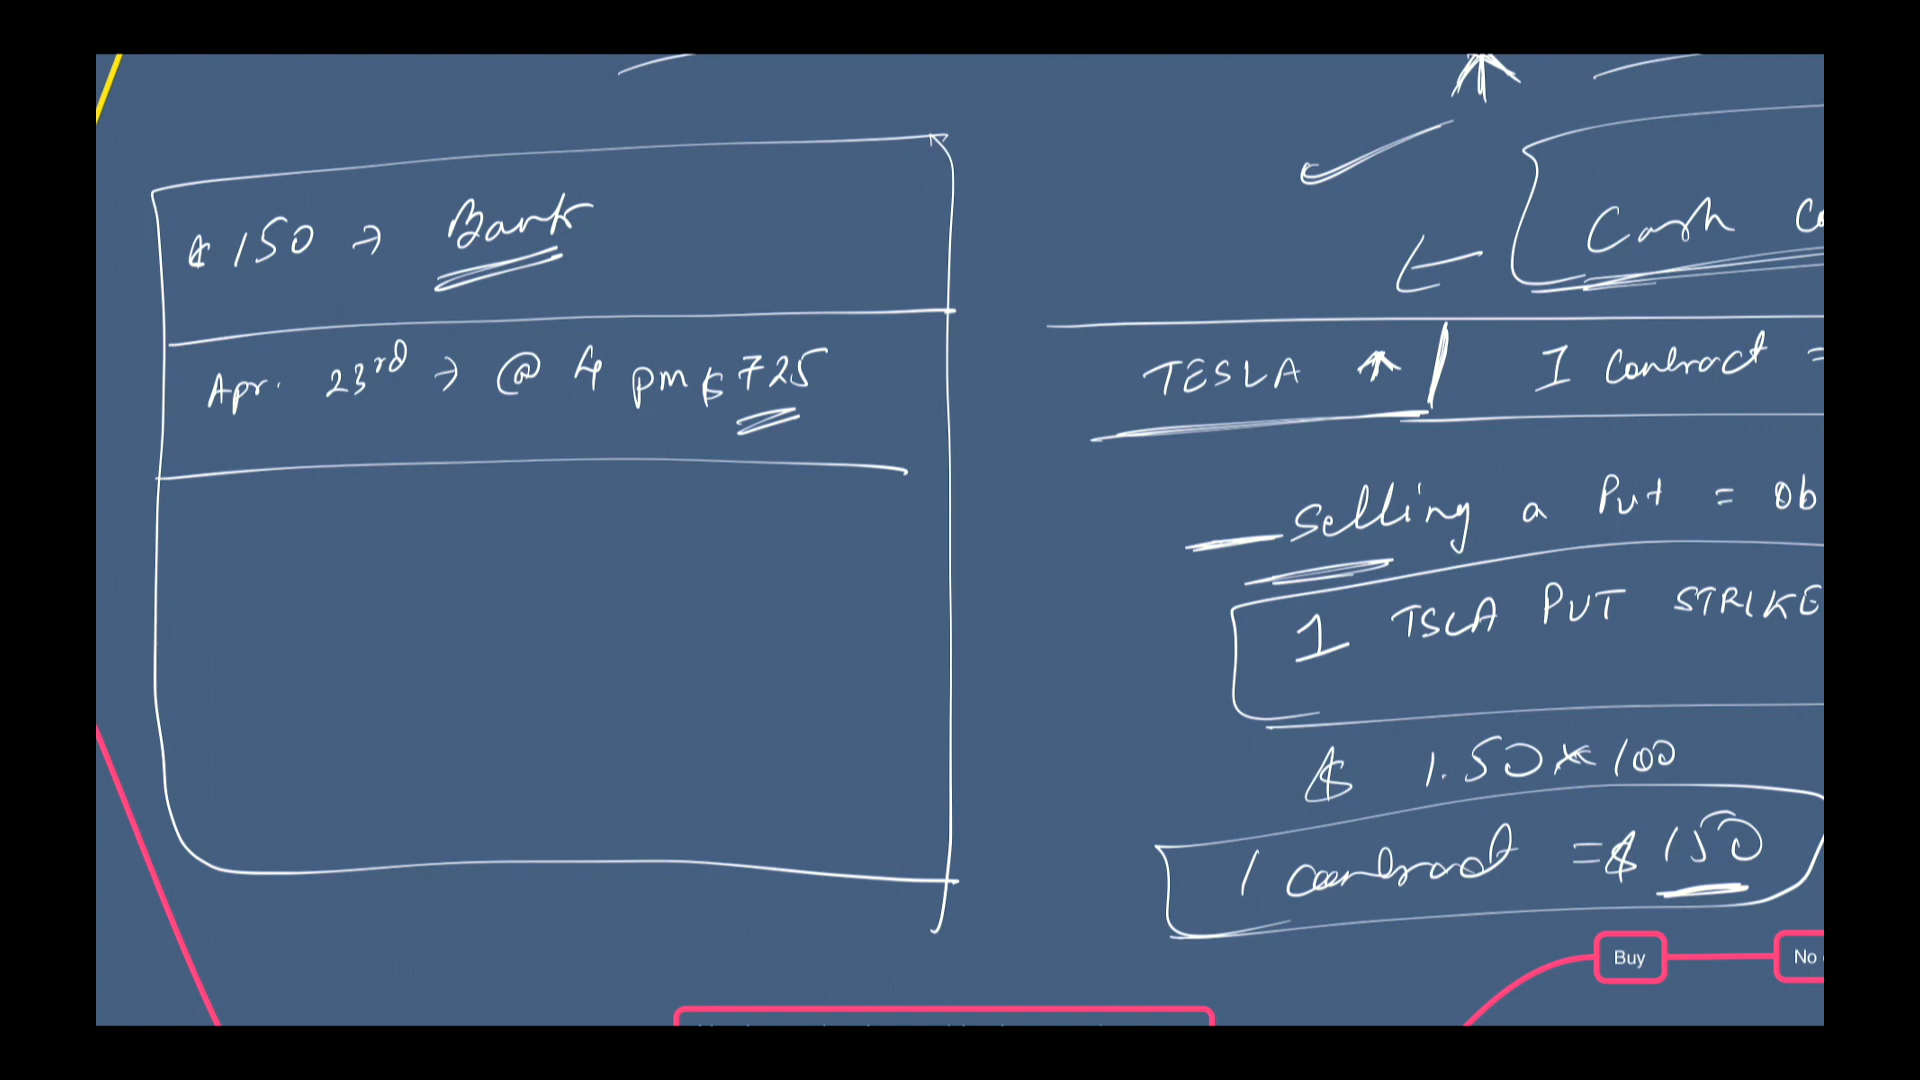 $150 → Bank
Apr. 23rd → @ 4 pm $725
Cash
TESLA ↑ | 1 Contract =
Selling a Put = Ob
1 TSLA PUT STRIKE
$ 1.50 * 100
1 contract = $150
Buy
No